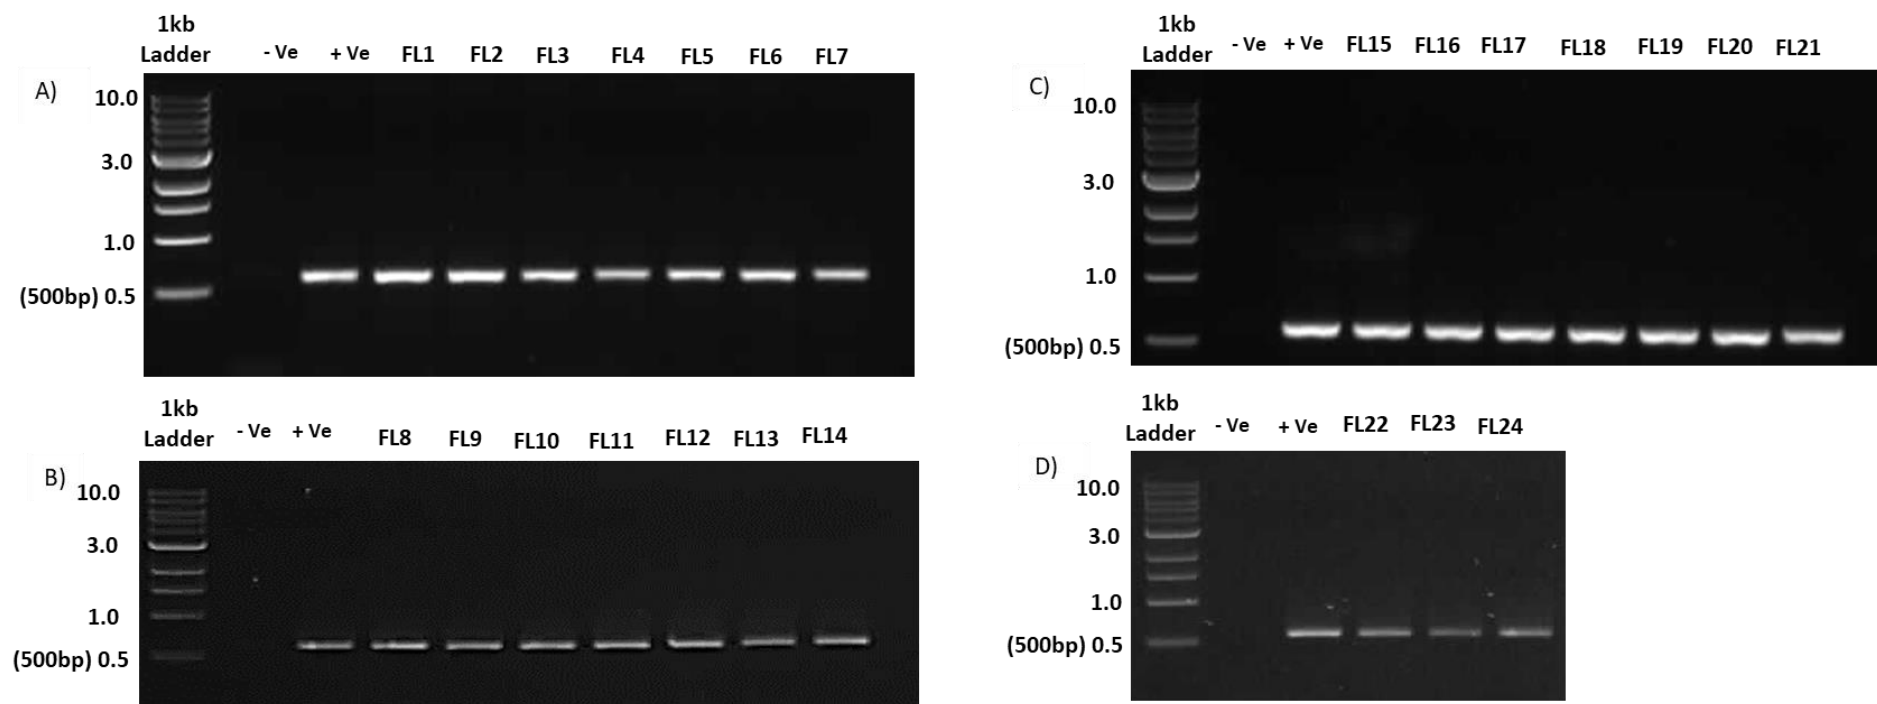 1kb
Ladder
- Ve
+ Ve
FL1
FL2
FL3
FL4
FL5
FL6
FL7
A)
10.0
3.0
1.0
(500bp) 0.5
1kb
Ladder
- Ve
+ Ve
FL8
FL9
FL10
FL11
FL12
FL13
FL14
B)
10.0
3.0
1.0
(500bp) 0.5
1kb
Ladder
- Ve
+ Ve
FL15
FL16
FL17
FL18
FL19
FL20
FL21
C)
10.0
3.0
1.0
(500bp) 0.5
1kb
Ladder
- Ve
+ Ve
FL22
FL23
FL24
D)
10.0
3.0
1.0
(500bp) 0.5